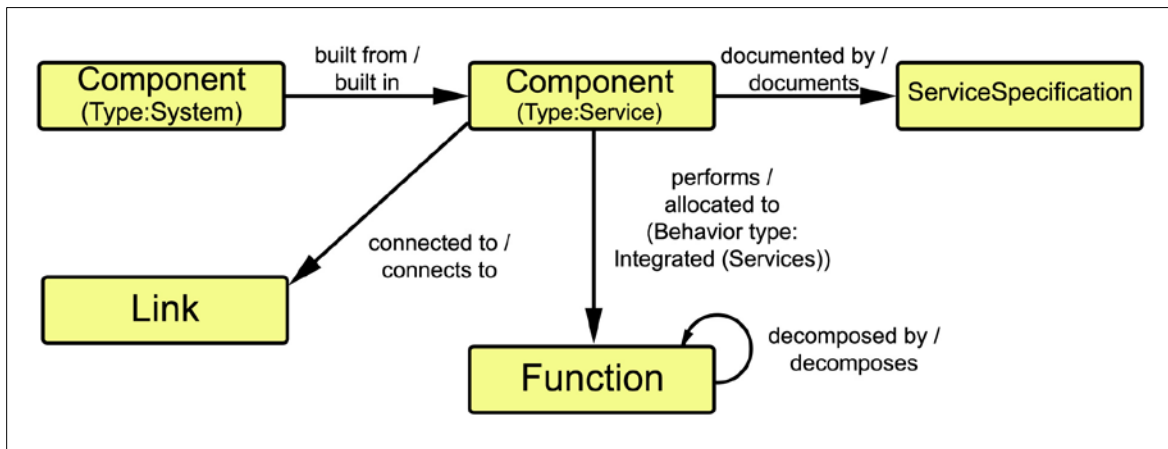 Component
(Type:System)
built from /
built in
Component
(Type:Service)
documented by /
documents
ServiceSpecification
connected to /
connects to
performs /
allocated to
(Behavior type:
Integrated (Services))
Link
Function
decomposed by /
decomposes